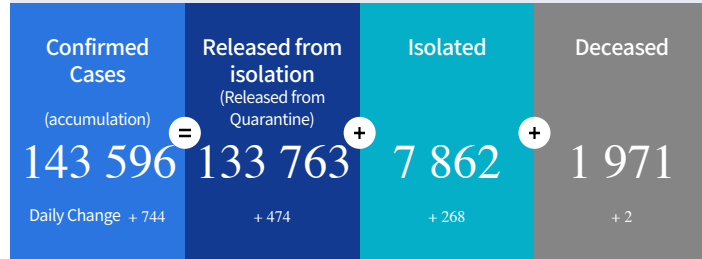 Confirmed
Cases
(accumulation)
143 596
Daily Change + 744
=
Released from
isolation
(Released from
Quarantine)
133 763
+ 474
+
Isolated
7 862
+ 268
+
Deceased
1 971
+ 2